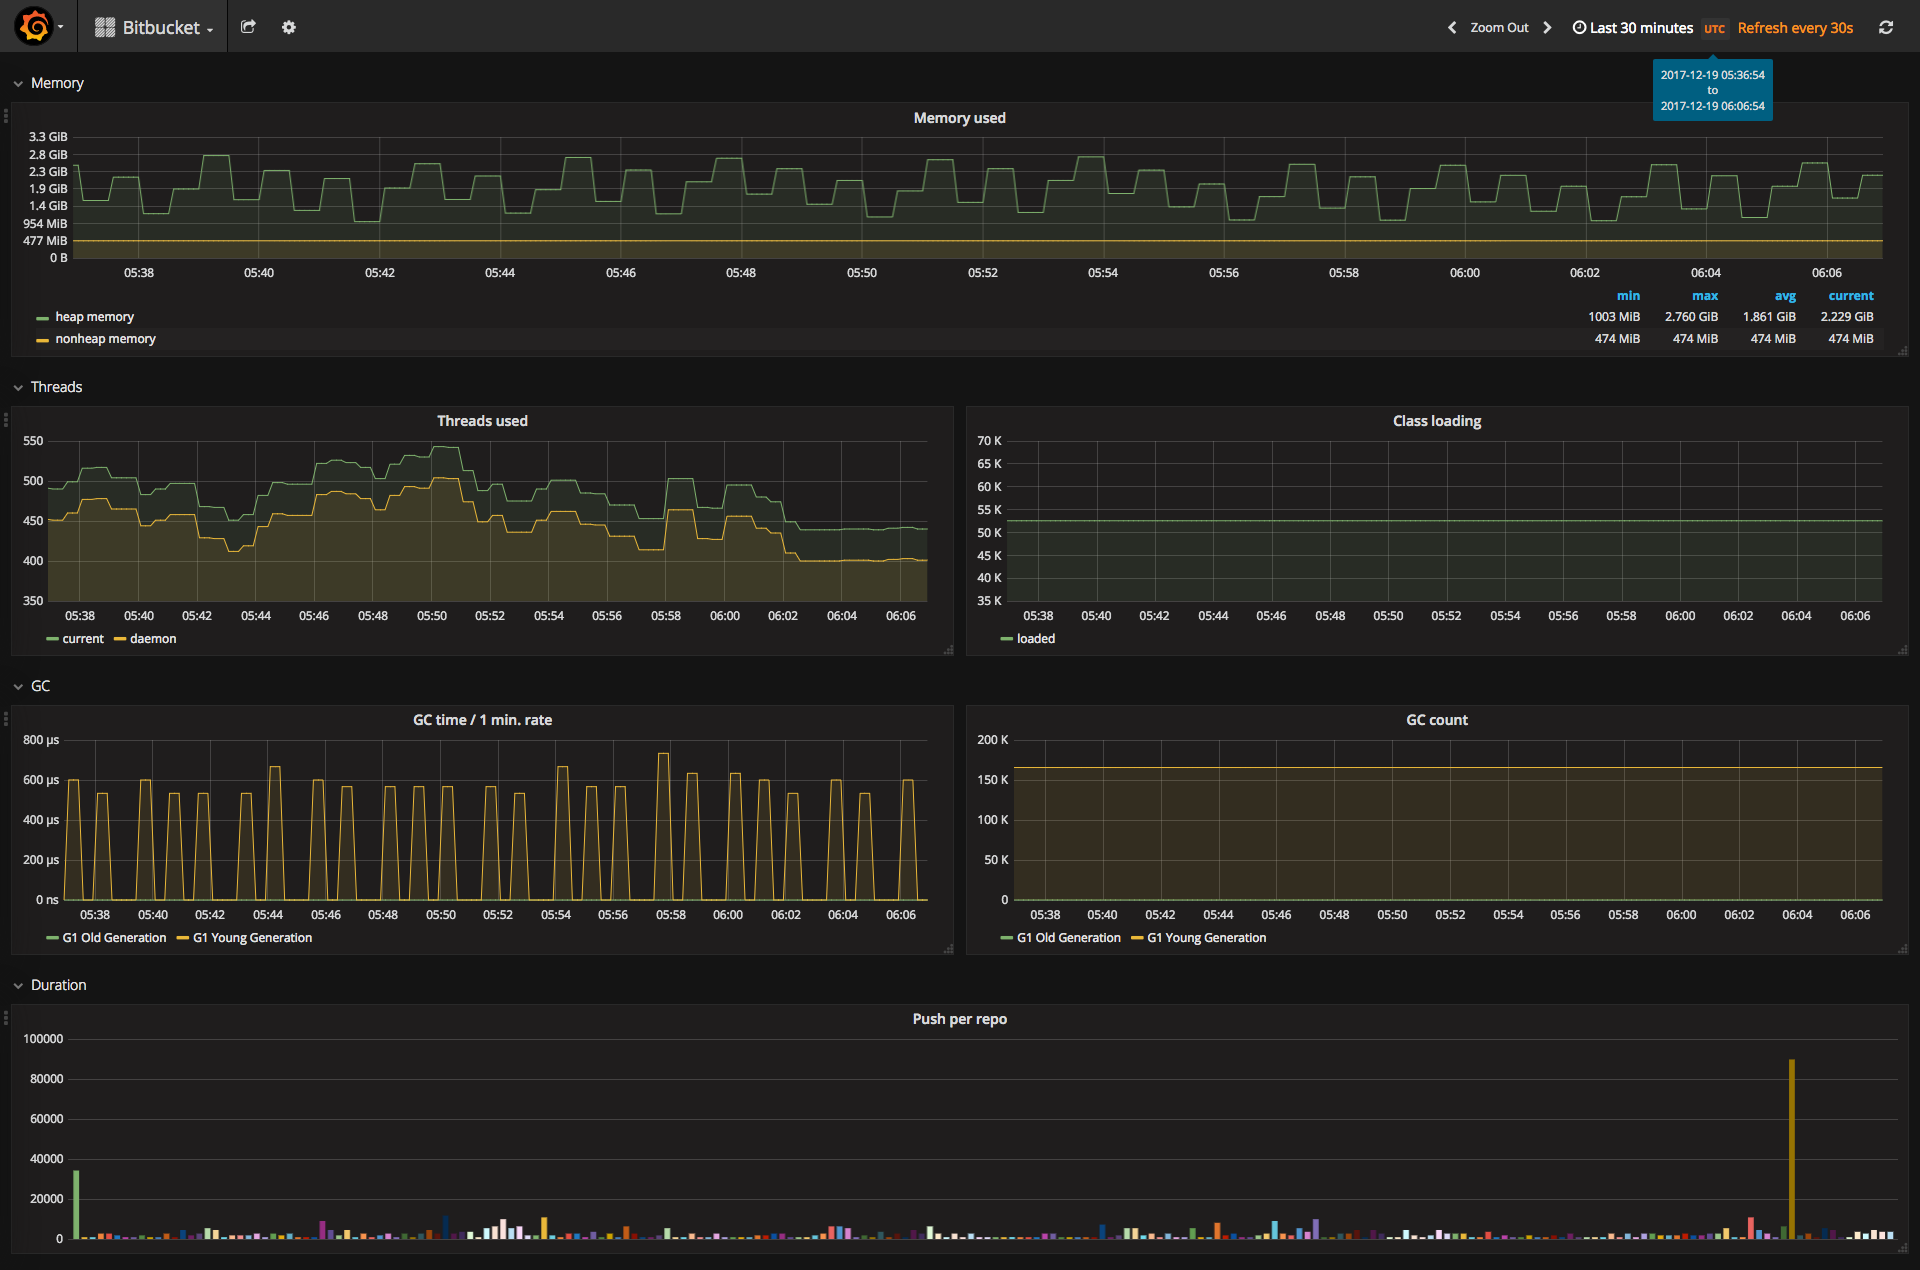 Bitbucket
Zoom Out
Last 30 minutes UTC Refresh every 30s
2017-12-19 05:36:54
to
2017-12-19 06:06:54
Memory
Memory used
3.3 GiB
2.8 GiB
2.3 GiB
1.9 GiB
1.4 GiB
954 MiB
477 MiB
0 B
05:38 05:40 05:42 05:44 05:46 05:48 05:50 05:52 05:54 05:56 05:58 06:00 06:02 06:04 06:06
min max avg current
heap memory 1003 MiB 2.760 GiB 1.861 GiB 2.229 GiB
nonheap memory 474 MiB 474 MiB 474 MiB 474 MiB
Threads
Threads used
550
500
450
400
350
05:38 05:40 05:42 05:44 05:46 05:48 05:50 05:52 05:54 05:56 05:58 06:00 06:02 06:04 06:06
current daemon
Class loading
70 K
65 K
60 K
55 K
50 K
45 K
40 K
35 K
05:38 05:40 05:42 05:44 05:46 05:48 05:50 05:52 05:54 05:56 05:58 06:00 06:02 06:04 06:06
loaded
GC
GC time / 1 min. rate
800 µs
600 µs
400 µs
200 µs
0 ns
05:38 05:40 05:42 05:44 05:46 05:48 05:50 05:52 05:54 05:56 05:58 06:00 06:02 06:04 06:06
G1 Old Generation G1 Young Generation
GC count
200 K
150 K
100 K
50 K
0
05:38 05:40 05:42 05:44 05:46 05:48 05:50 05:52 05:54 05:56 05:58 06:00 06:02 06:04 06:06
G1 Old Generation G1 Young Generation
Duration
Push per repo
100000
80000
60000
40000
20000
0